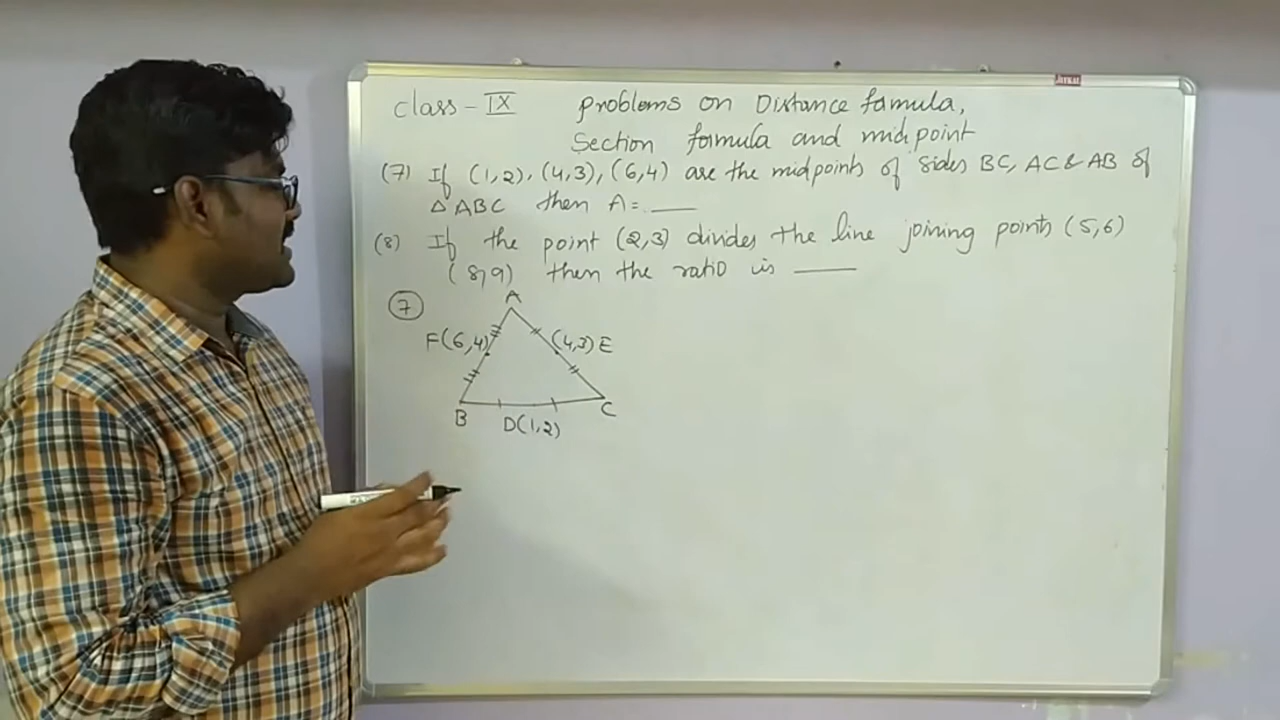 Class - IX problems on Distance formula,
Section formula and midpoint
(7) If (1,2), (4,3), (6,4) are the midpoints of sides BC, AC & AB of
△ ABC then A = ___
(8) If the point (2,3) divides the line joining points (5,6)
(8,9) then the ratio is ___
7
A
F(6,4) (4,3) E
B C
D(1,2)